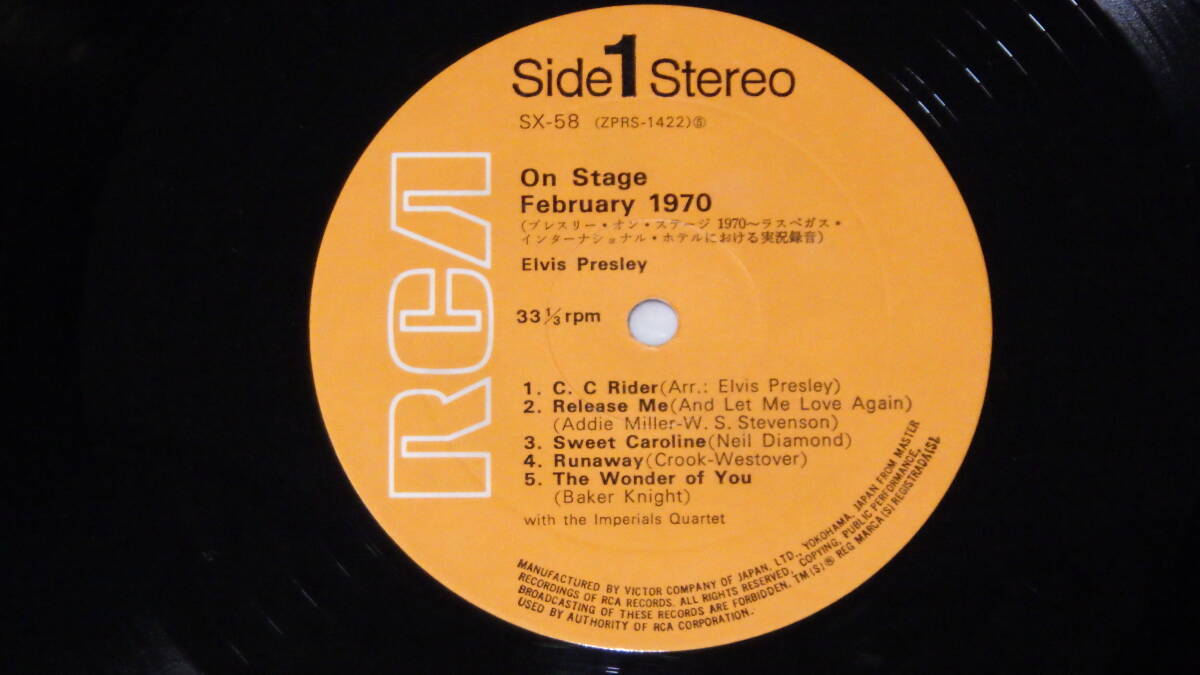 Side 1 Stereo
SX-58 (ZPRS-1422)⑤
RCA
On Stage
February 1970
(プレスリー・オン・ステージ 1970〜ラスベガス・
インターナショナル・ホテルにおける実況録音)
Elvis Presley
33 1/3 rpm
1. C. C Rider(Arr.: Elvis Presley)
2. Release Me(And Let Me Love Again)
(Addie Miller-W. S. Stevenson)
3. Sweet Caroline(Neil Diamond)
4. Runaway(Crook-Westover)
5. The Wonder of You
(Baker Knight)
with the Imperials Quartet
MANUFACTURED BY VICTOR COMPANY OF JAPAN, LTD., YOKOHAMA, JAPAN FROM MASTER
RECORDINGS OF RCA RECORDS. ALL RIGHTS RESERVED, COPYING, PUBLIC PERFORMANCE,
BROADCASTING OF THESE RECORDS ARE FORBIDDEN. TM(S)® REG MARCA(S) REGISTRADA(S).
USED BY AUTHORITY OF RCA CORPORATION.